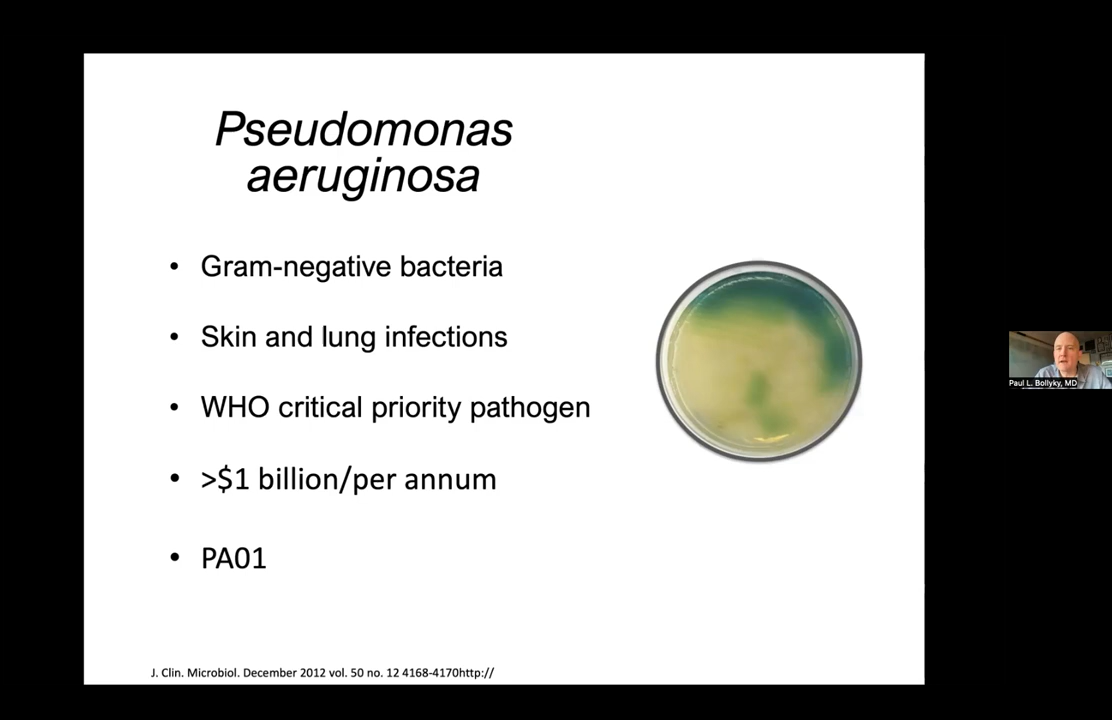 Pseudomonas
aeruginosa
• Gram-negative bacteria
• Skin and lung infections
• WHO critical priority pathogen
• >$1 billion/per annum
• PA01
J. Clin. Microbiol. December 2012 vol. 50 no. 12 4168-4170http://
Paul L. Bollyky, MD